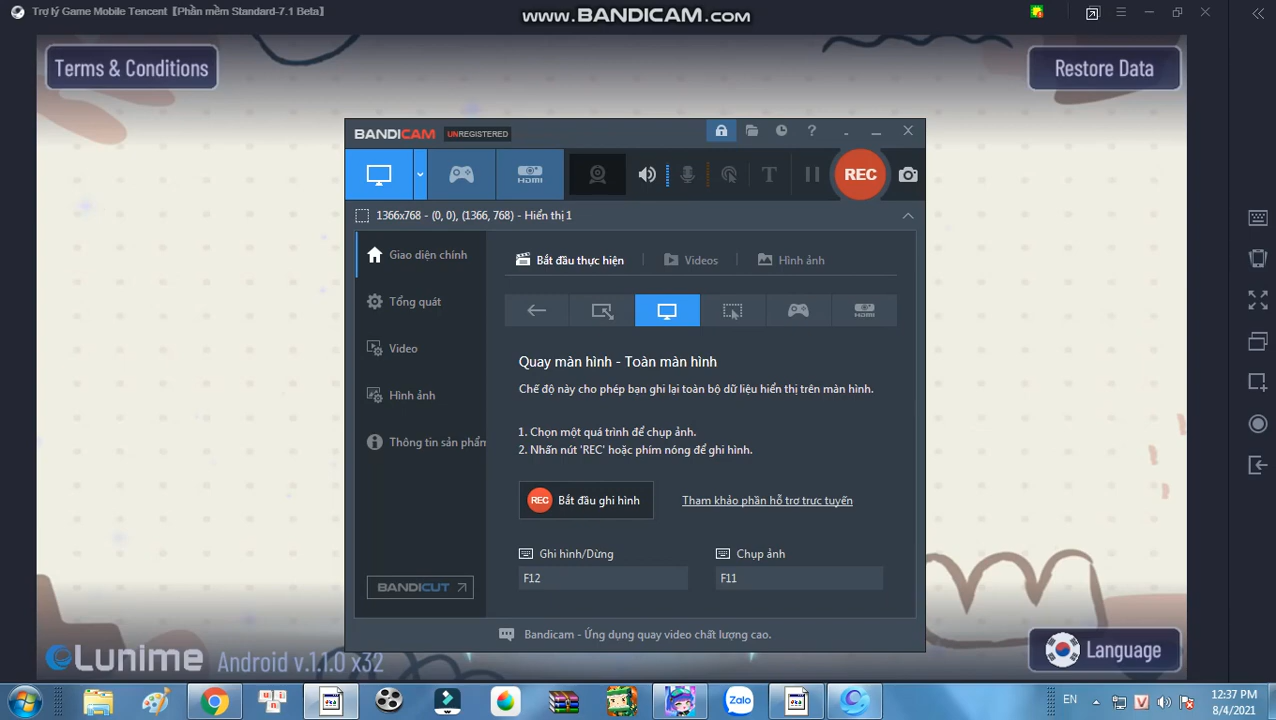 Trợ lý Game Mobile Tencent【Phần mềm Standard-7.1 Beta】
www.BANDICAM.com
Terms & Conditions
Restore Data
BANDICAM UNREGISTERED
HDMI
T
REC
1366x768 - (0, 0), (1366, 768) - Hiển thị 1
Giao diện chính
Bắt đầu thực hiện
Videos
Hình ảnh
Tổng quát
HDMI
Video
Quay màn hình - Toàn màn hình
Chế độ này cho phép bạn ghi lại toàn bộ dữ liệu hiển thị trên màn hình.
Hình ảnh
1. Chọn một quá trình để chụp ảnh.
2. Nhấn nút 'REC' hoặc phím nóng để ghi hình.
Thông tin sản phẩm
REC Bắt đầu ghi hình
Tham khảo phần hỗ trợ trực tuyến
Ghi hình/Dừng
Chụp ảnh
F12
F11
BANDICUT
Bandicam - Ứng dụng quay video chất lượng cao.
Lunime Android v.1.1.0 x32
Language
Zalo
EN
12:37 PM
8/4/2021